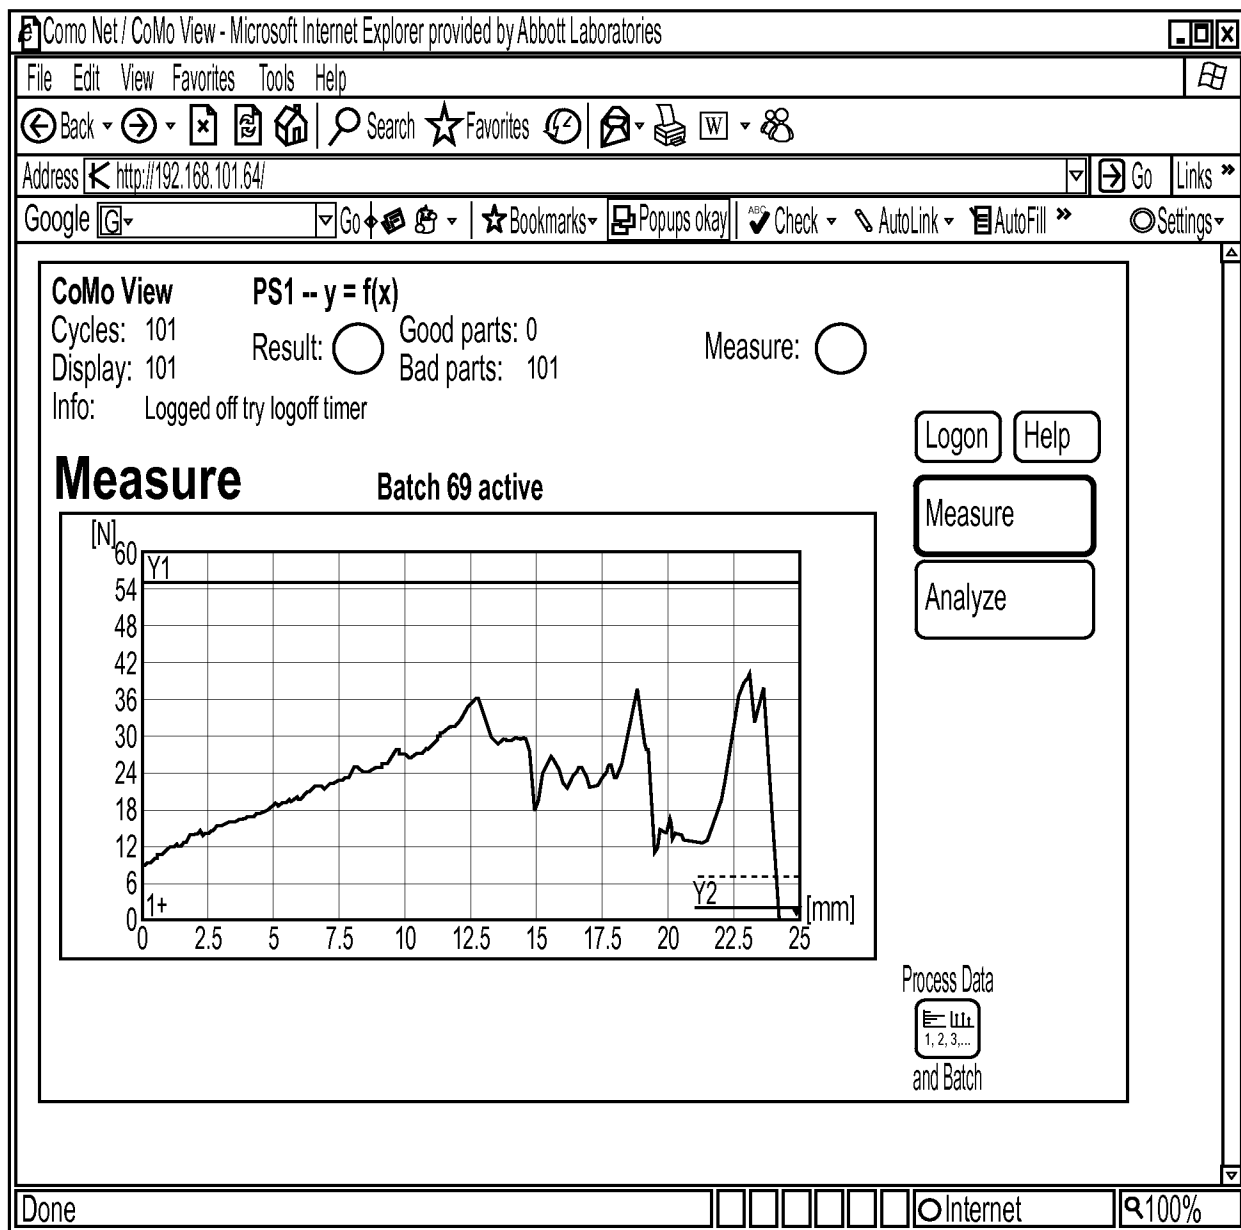 Como Net / CoMo View - Microsoft Internet Explorer provided by Abbott Laboratories
File Edit View Favorites Tools Help
Back Search Favorites W
Address http://192.168.101.64/ Go Links »
Google G Go Bookmarks Popups okay ABC Check AutoLink AutoFill » Settings
CoMo View PS1 -- y = f(x)
Cycles: 101 Result: Good parts: 0 Measure:
Display: 101 Bad parts: 101
Info: Logged off try logoff timer
Logon Help
Measure Batch 69 active
Measure
Analyze
[N]
60
Y1
54
48
42
36
30
24
18
12
6
Y2
1+
0 [mm]
0 2.5 5 7.5 10 12.5 15 17.5 20 22.5 25
Process Data
1, 2, 3,...
and Batch
Done Internet 100%